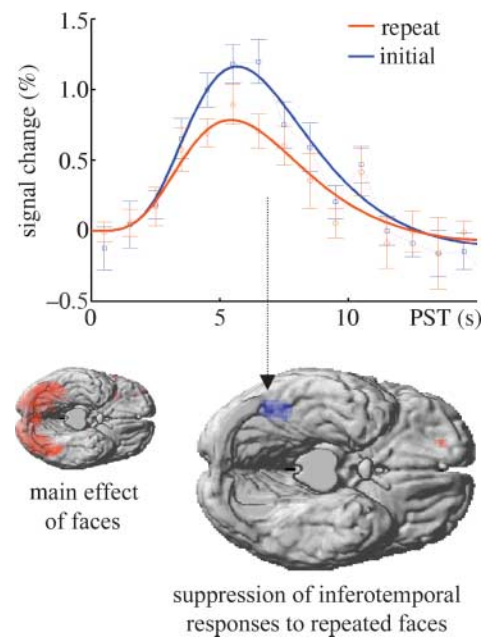 repeat
initial
signal change (%)
1.5
1.0
0.5
0
−0.5
0
5
10
PST (s)
main effect
of faces
suppression of inferotemporal
responses to repeated faces